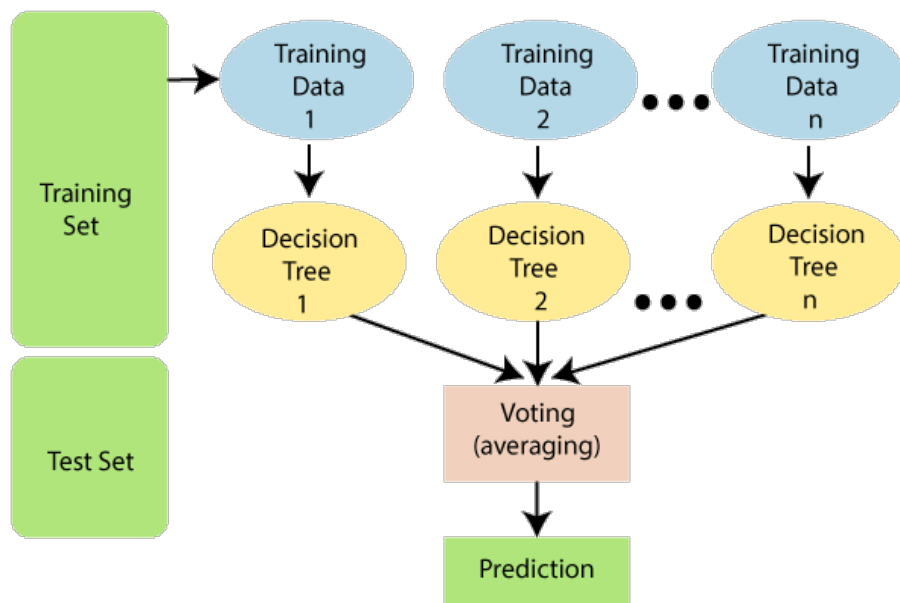 Training
Set
Test Set
Training
Data
1
Training
Data
2
Training
Data
n
Decision
Tree
1
Decision
Tree
2
Decision
Tree
n
Voting
(averaging)
Prediction